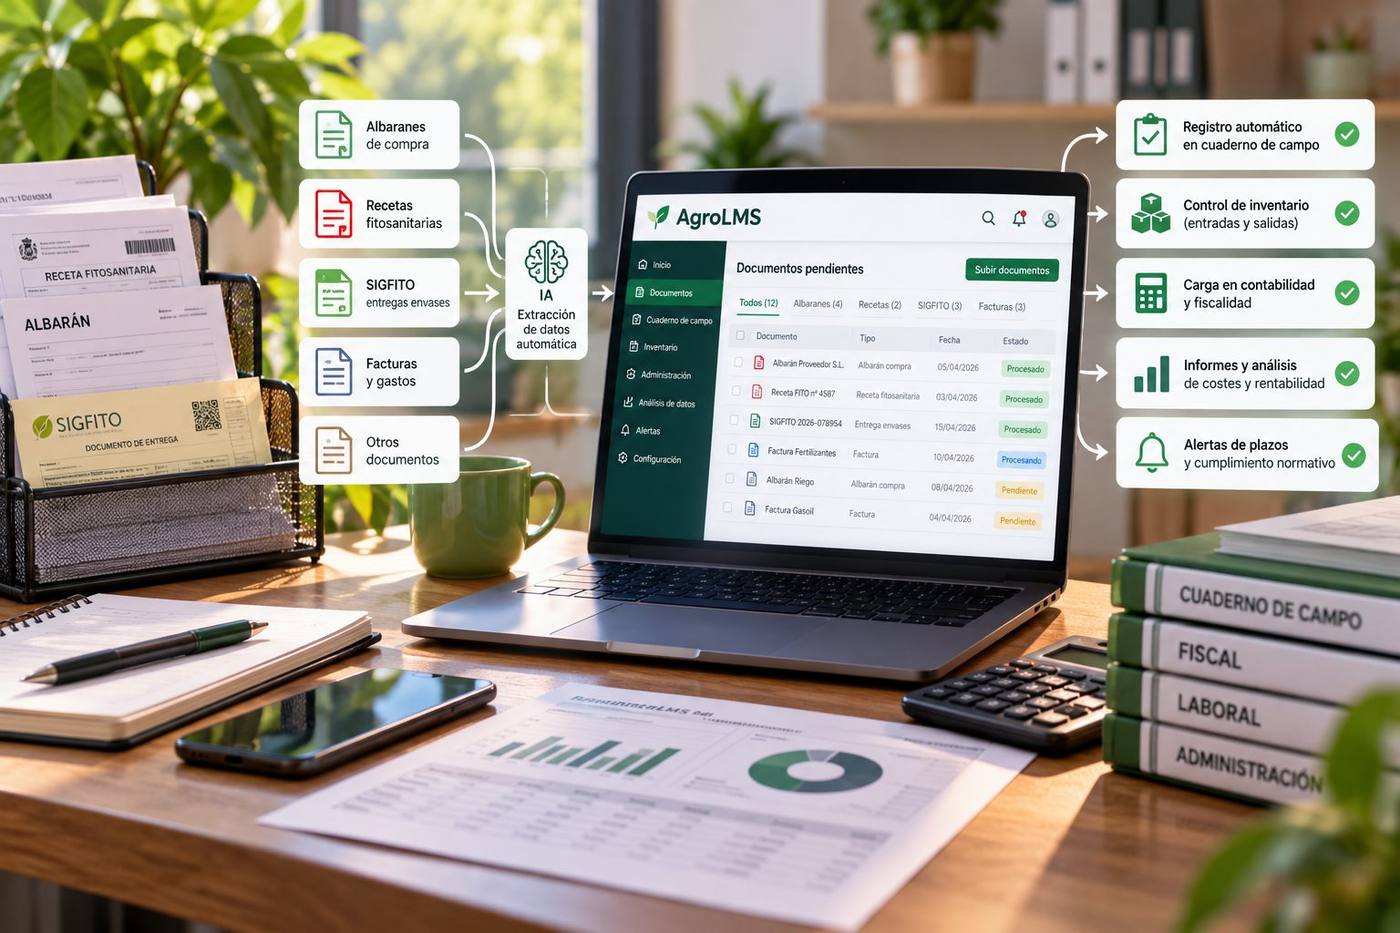 RECETA FITOSANITARIA
ALBARÁN
SIGFITO
DOCUMENTO DE ENTREGA
Albaranes
de compra
Recetas
fitosanitarias
SIGFITO
entregas envases
Facturas
y gastos
Otros
documentos
IA
Extracción
de datos
automática
AgroLMS
Inicio
Documentos
Cuaderno de campo
Inventario
Administración
Análisis de datos
Alertas
Configuración
Documentos pendientes
Subir documentos
Todos (12) Albaranes (4) Recetas (2) SIGFITO (3) Facturas (3)
Documento Tipo Fecha Estado
Albarán Proveedor S.L. Albarán compra 05/04/2026 Procesado
Receta FITO nº 4587 Receta fitosanitaria 03/04/2026 Procesado
SIGFITO 2026-078954 Entrega envases 15/04/2026 Procesado
Factura Fertilizantes Factura 10/04/2026 Procesando
Albarán Riego Albarán compra 08/04/2026 Pendiente
Factura Gasoil Factura 04/04/2026 Pendiente
Registro automático
en cuaderno de campo
Control de inventario
(entradas y salidas)
Carga en contabilidad
y fiscalidad
Informes y análisis
de costes y rentabilidad
Alertas de plazos
y cumplimiento normativo
CUADERNO DE CAMPO
FISCAL
LABORAL
ADMINISTRACIÓN